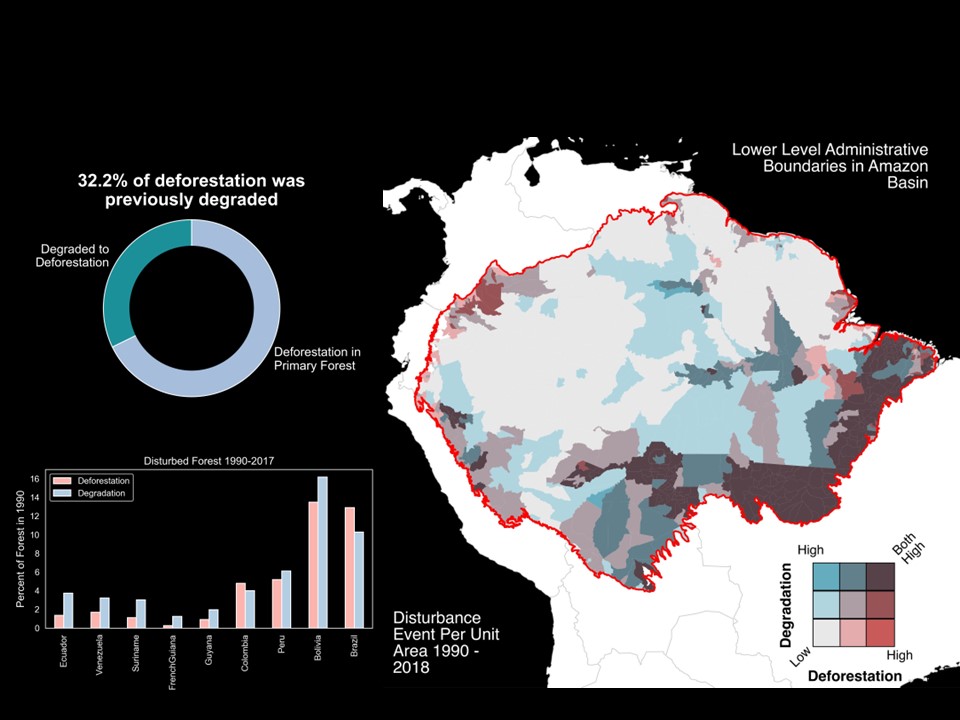 32.2% of deforestation was
previously degraded
Degraded to
Deforestation
Deforestation in
Primary Forest
Disturbed Forest 1990-2017
Deforestation
Degradation
Percent of Forest in 1990
16
14
12
10
8
6
4
2
0
Ecuador
Venezuela
Suriname
FrenchGuiana
Guyana
Colombia
Peru
Bolivia
Brazil
Lower Level Administrative
Boundaries in Amazon
Basin
Disturbance
Event Per Unit
Area 1990 -
2018
High
Both
High
Degradation
Low
High
Deforestation